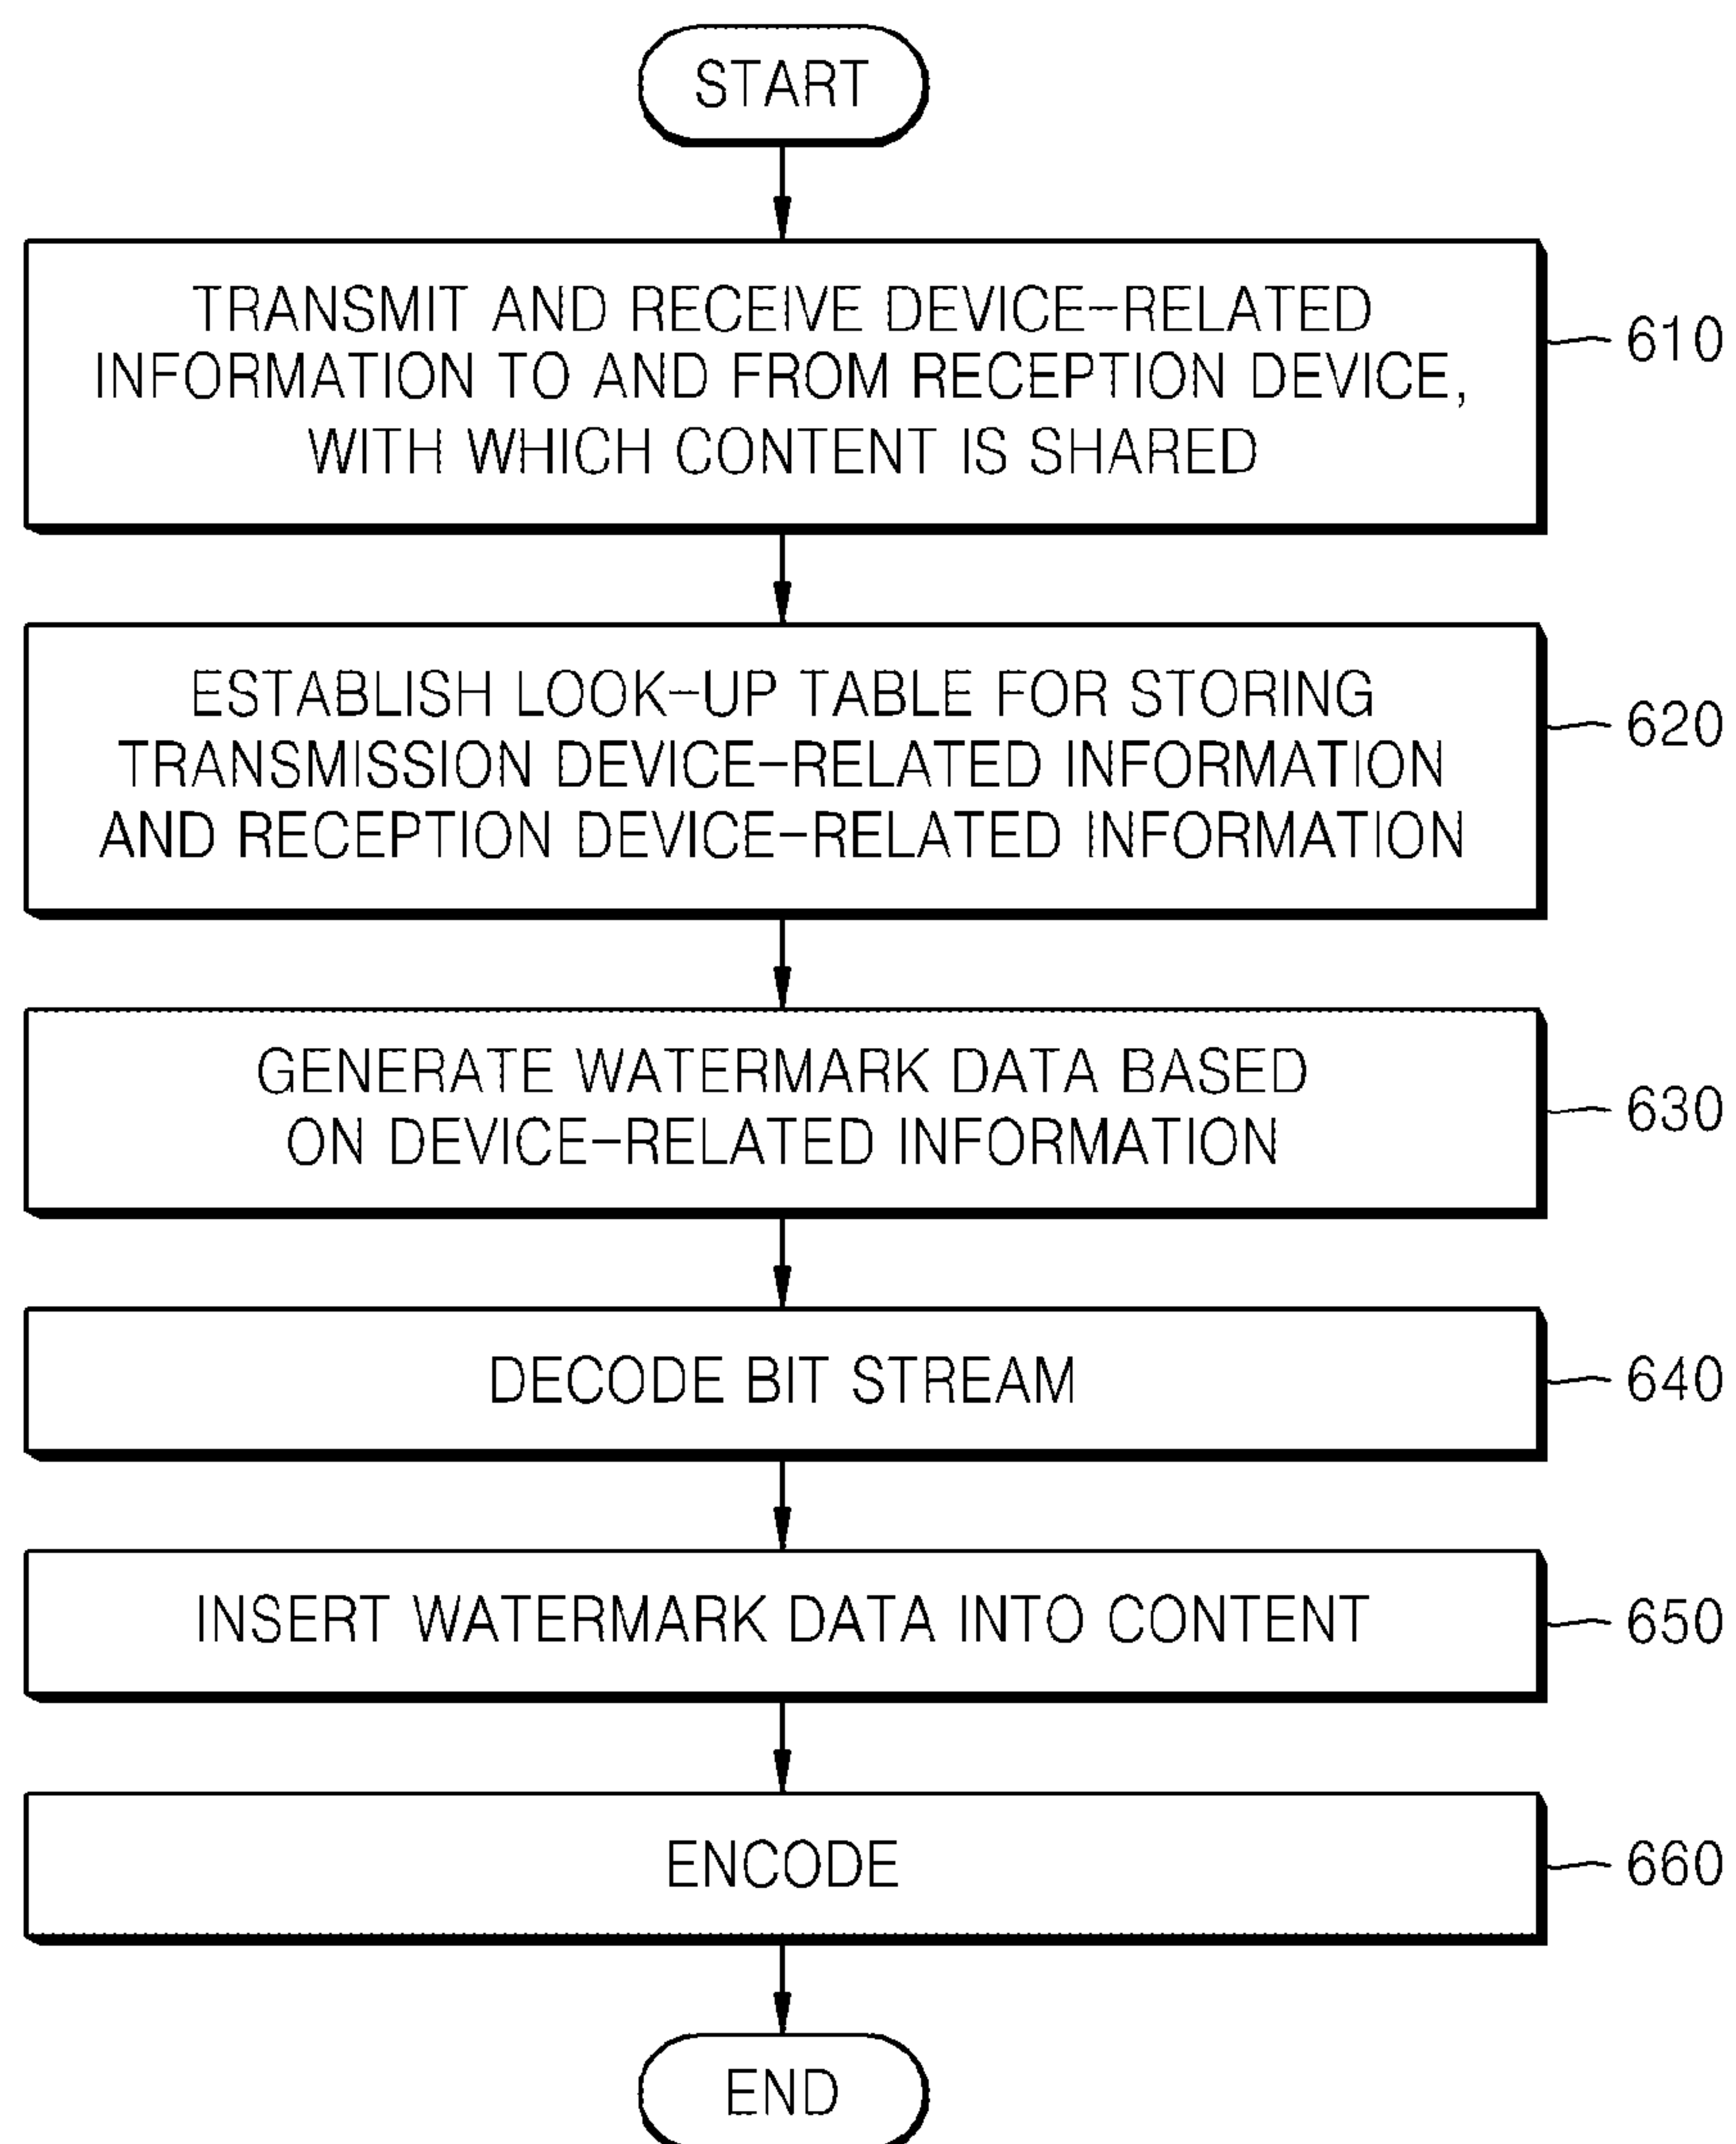 START
TRANSMIT AND RECEIVE DEVICE-RELATED
INFORMATION TO AND FROM RECEPTION DEVICE,
WITH WHICH CONTENT IS SHARED
610
ESTABLISH LOOK-UP TABLE FOR STORING
TRANSMISSION DEVICE-RELATED INFORMATION
AND RECEPTION DEVICE-RELATED INFORMATION
620
GENERATE WATERMARK DATA BASED
ON DEVICE-RELATED INFORMATION
630
DECODE BIT STREAM
640
INSERT WATERMARK DATA INTO CONTENT
650
ENCODE
660
END